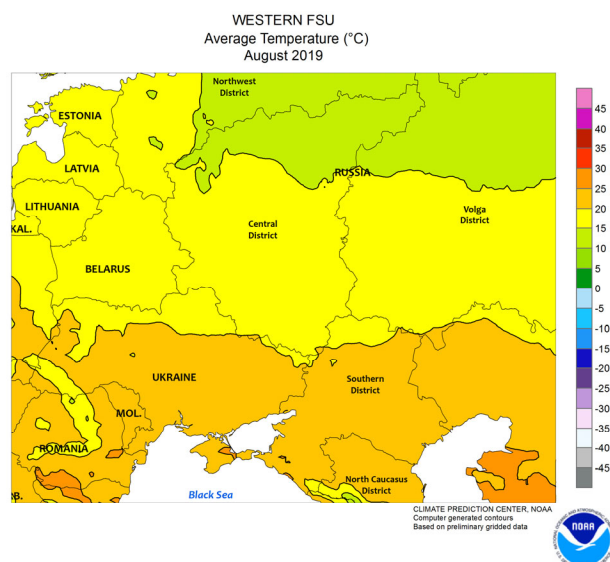 WESTERN FSU
Average Temperature (°C)
August 2019
Northwest
District
ESTONIA
LATVIA
RUSSIA
LITHUANIA
KAL.
Central
District
Volga
District
BELARUS
UKRAINE
Southern
District
MOL.
ROMANIA
North Caucasus
District
RB.
Black Sea
45
40
35
30
25
20
15
10
5
0
-5
-10
-15
-20
-25
-30
-35
-40
-45
CLIMATE PREDICTION CENTER, NOAA
Computer generated contours
Based on preliminary gridded data
NOAA